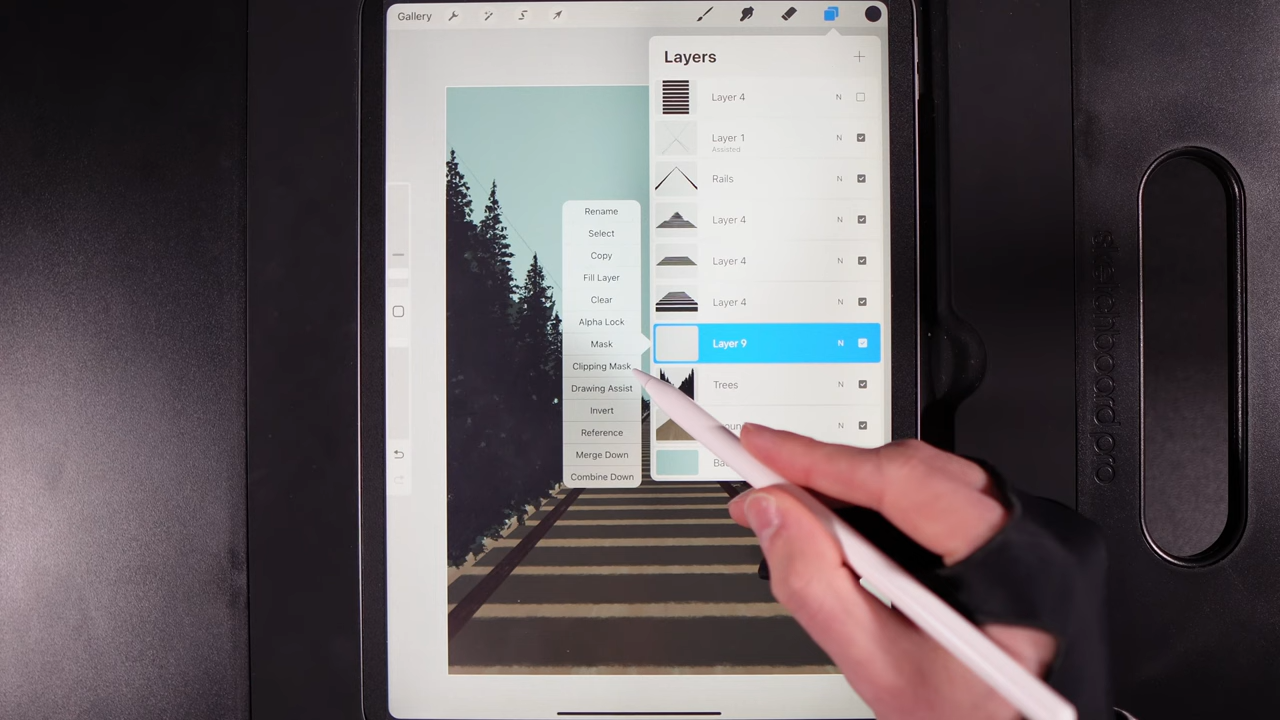 Gallery
Layers
Layer 4
N
Layer 1
Assisted
N
Rails
N
Layer 4
N
Layer 4
N
Layer 4
N
Layer 9
N
Trees
N
N
Rename
Select
Copy
Fill Layer
Clear
Alpha Lock
Mask
Clipping Mask
Drawing Assist
Invert
Reference
Merge Down
Combine Down
sketchboard pro